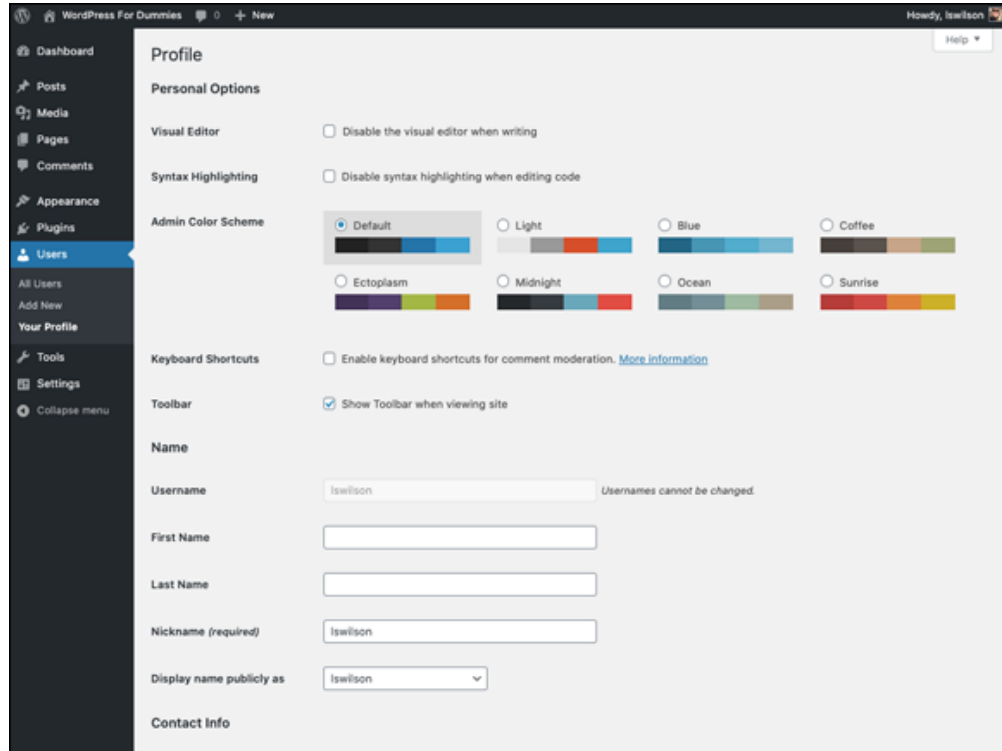 WordPress For Dummies 0 + New Howdy, lswilson
Help
Dashboard
Posts
Media
Pages
Comments
Appearance
Plugins
Users
All Users
Add New
Your Profile
Tools
Settings
Collapse menu
Profile
Personal Options
Visual Editor Disable the visual editor when writing
Syntax Highlighting Disable syntax highlighting when editing code
Admin Color Scheme Default Light Blue Coffee
Ectoplasm Midnight Ocean Sunrise
Keyboard Shortcuts Enable keyboard shortcuts for comment moderation. More information
Toolbar Show Toolbar when viewing site
Name
Username lswilson Usernames cannot be changed.
First Name
Last Name
Nickname (required) lswilson
Display name publicly as lswilson
Contact Info